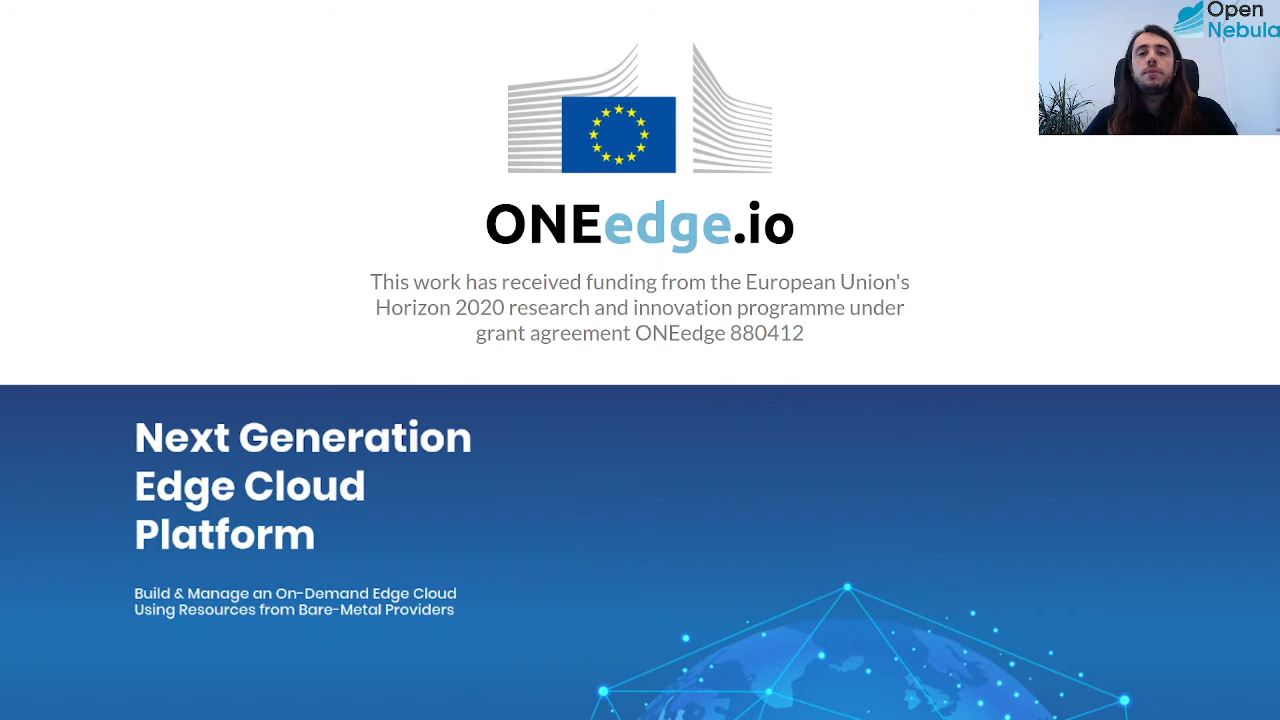 Open
Nebula
ONEedge.io
This work has received funding from the European Union's
Horizon 2020 research and innovation programme under
grant agreement ONEedge 880412
Next Generation
Edge Cloud
Platform
Build & Manage an On-Demand Edge Cloud
Using Resources from Bare-Metal Providers